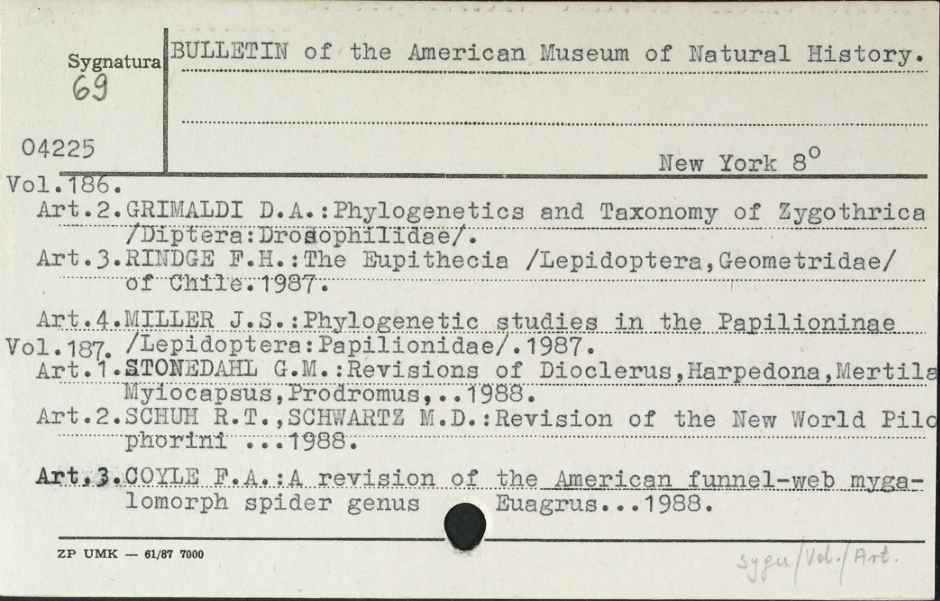 Sygnatura
69
04225
BULLETIN of the American Museum of Natural History.
New York 8°
Vol.186.
Art.2.GRIMALDI D.A.:Phylogenetics and Taxonomy of Zygothrica
/Diptera:Drosophilidae/.
Art.3.RINDGE F.H.:The Eupithecia /Lepidoptera,Geometridae/
of Chile.1987.
Art.4.MILLER J.S.:Phylogenetic studies in the Papilioninae
/Lepidoptera:Papilionidae/.1987.
Vol.187.
Art.1.STONEDAHL G.M.:Revisions of Dioclerus,Harpedona,Mertila
Myiocapsus,Prodromus,..1988.
Art.2.SCHUH R.T.,SCHWARTZ M.D.:Revision of the New World Pilo
phorini ...1988.
Art.3.COYLE F.A.:A revision of the American funnel-web myga-
lomorph spider genus Euagrus...1988.
ZP UMK — 61/87 7000
sygn/Vol./Art.